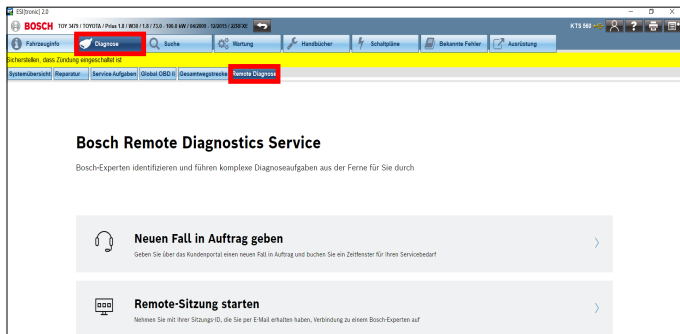 ESI[tronic] 2.0
BOSCH TOY 3475 / TOYOTA / Prius 1.8 / W30 / 1.8 / 73.0 - 100.0 kW / 04/2009 - 12/2015 / 2ZR-FXE KTS 560
Fahrzeuginfo Diagnose Suche Wartung Handbücher Schaltpläne Bekannte Fehler Ausrüstung
Sicherstellen, dass Zündung eingeschaltet ist
Systemübersicht Reparatur Service Aufgaben Global OBD II Gesamtwegstrecke Remote Diagnose
Bosch Remote Diagnostics Service
Bosch-Experten identifizieren und führen komplexe Diagnoseaufgaben aus der Ferne für Sie durch
Neuen Fall in Auftrag geben
Geben Sie über das Kundenportal einen neuen Fall in Auftrag und buchen Sie ein Zeitfenster für Ihren Servicebedarf
Remote-Sitzung starten
Nehmen Sie mit Ihrer Sitzungs-ID, die Sie per E-Mail erhalten haben, Verbindung zu einem Bosch-Experten auf